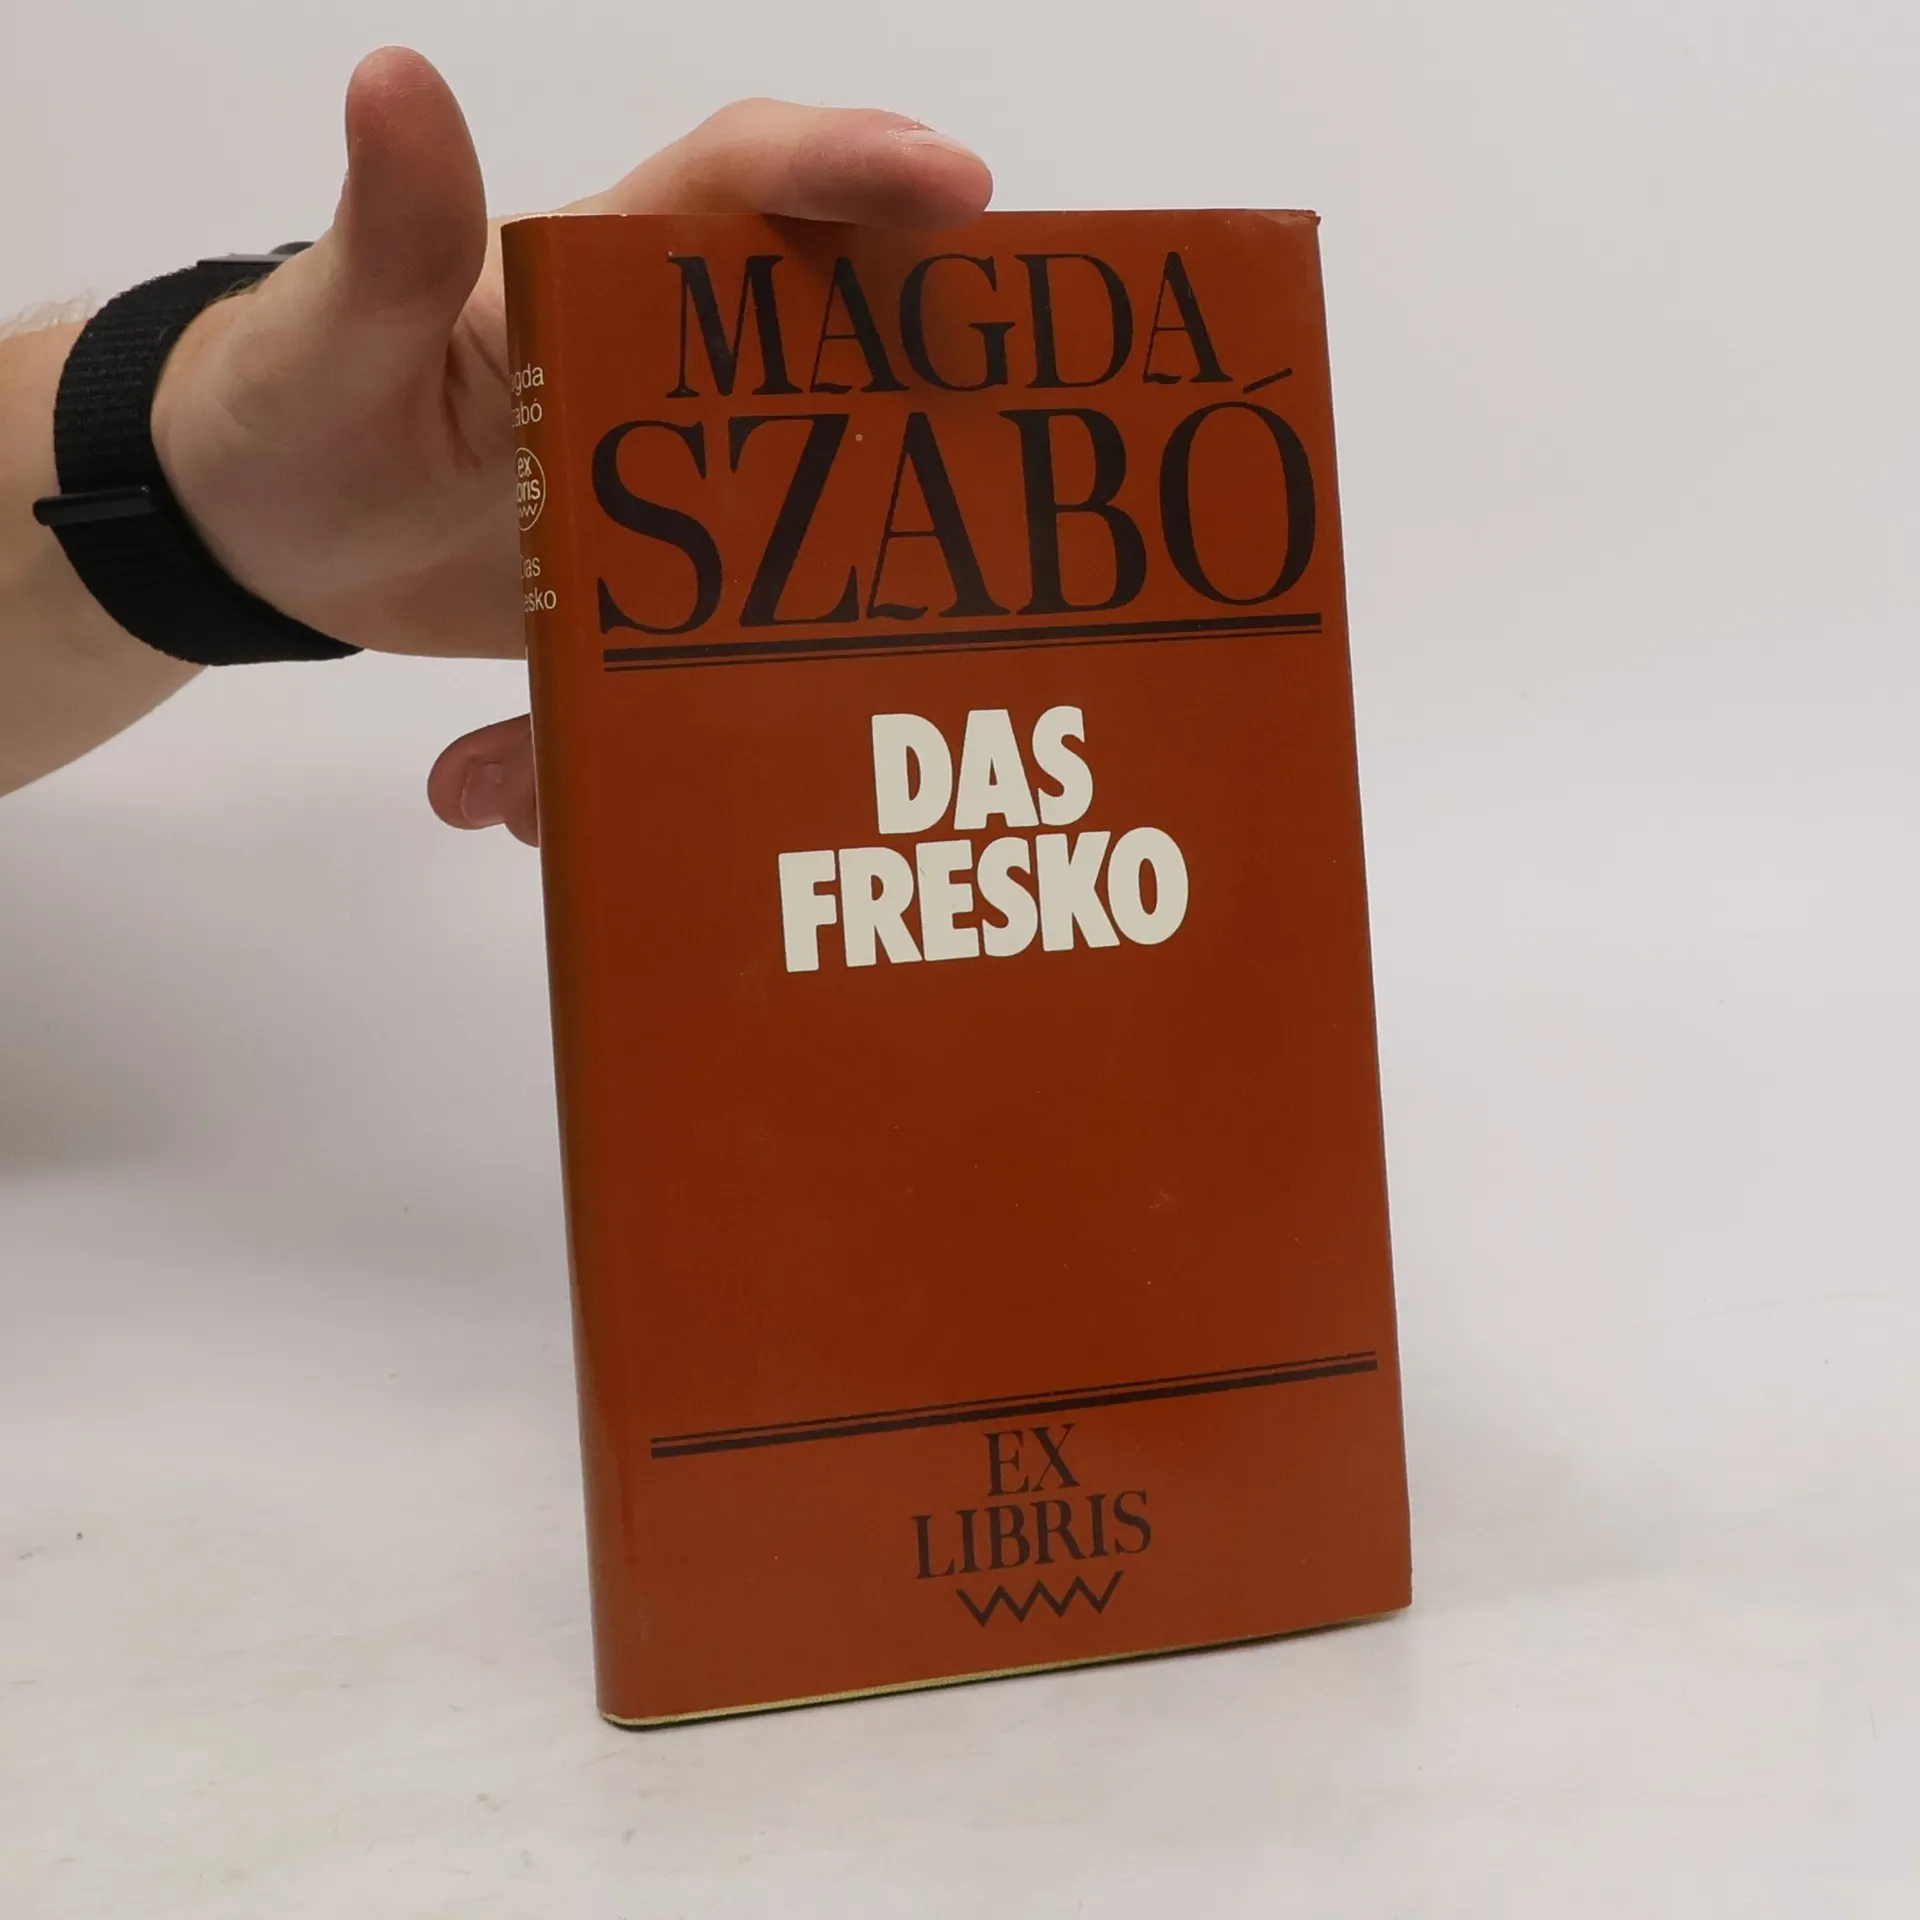 MAGDA
SZABÓ
DAS
FRESKO
EX
LIBRIS